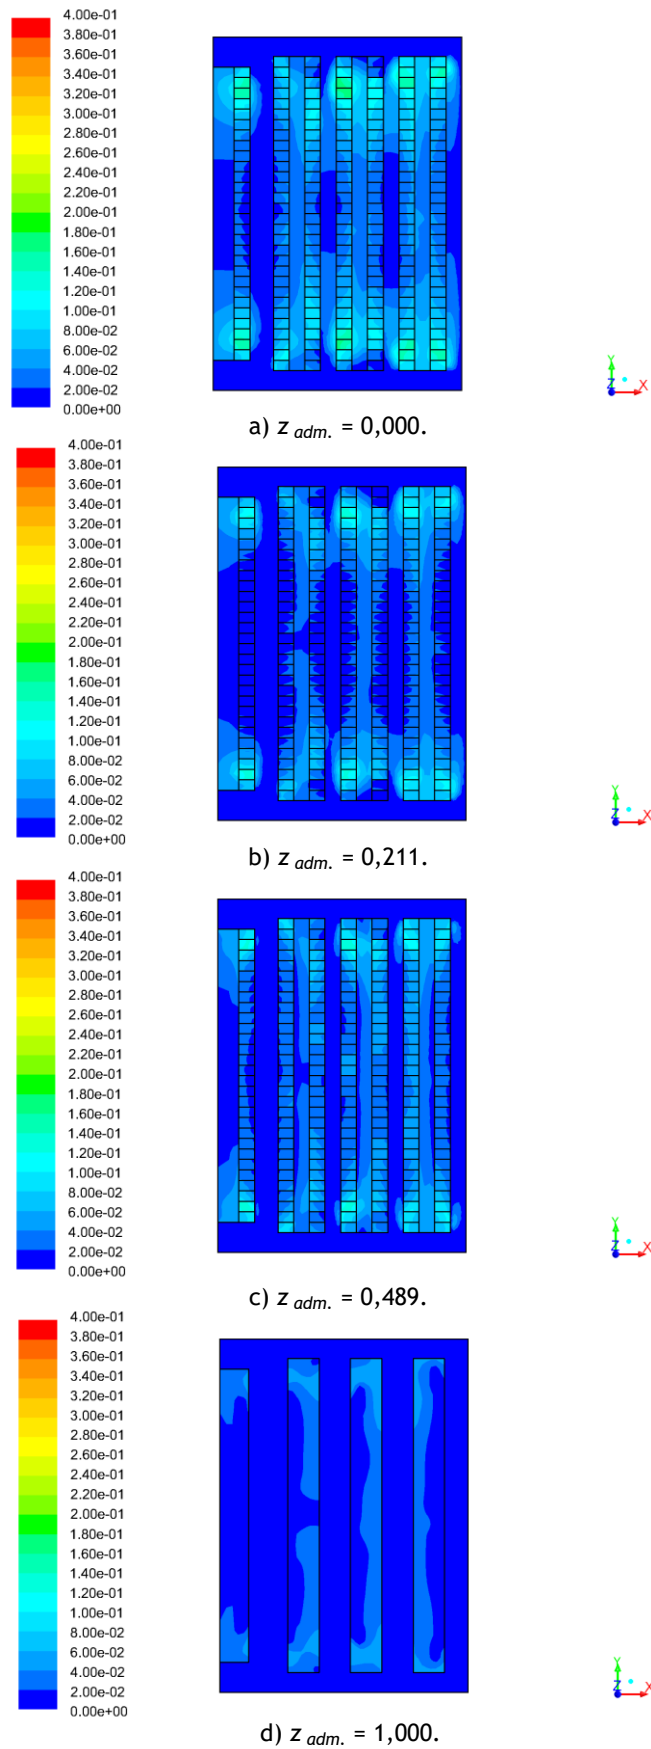 4.00e-01
3.80e-01
3.60e-01
3.40e-01
3.20e-01
3.00e-01
2.80e-01
2.60e-01
2.40e-01
2.20e-01
2.00e-01
1.80e-01
1.60e-01
1.40e-01
1.20e-01
1.00e-01
8.00e-02
6.00e-02
4.00e-02
2.00e-02
0.00e+00
Y
Z X
a) z adm. = 0,000.
4.00e-01
3.80e-01
3.60e-01
3.40e-01
3.20e-01
3.00e-01
2.80e-01
2.60e-01
2.40e-01
2.20e-01
2.00e-01
1.80e-01
1.60e-01
1.40e-01
1.20e-01
1.00e-01
8.00e-02
6.00e-02
4.00e-02
2.00e-02
0.00e+00
Y
Z X
b) z adm. = 0,211.
4.00e-01
3.80e-01
3.60e-01
3.40e-01
3.20e-01
3.00e-01
2.80e-01
2.60e-01
2.40e-01
2.20e-01
2.00e-01
1.80e-01
1.60e-01
1.40e-01
1.20e-01
1.00e-01
8.00e-02
6.00e-02
4.00e-02
2.00e-02
0.00e+00
Y
Z X
c) z adm. = 0,489.
4.00e-01
3.80e-01
3.60e-01
3.40e-01
3.20e-01
3.00e-01
2.80e-01
2.60e-01
2.40e-01
2.20e-01
2.00e-01
1.80e-01
1.60e-01
1.40e-01
1.20e-01
1.00e-01
8.00e-02
6.00e-02
4.00e-02
2.00e-02
0.00e+00
Y
Z X
d) z adm. = 1,000.